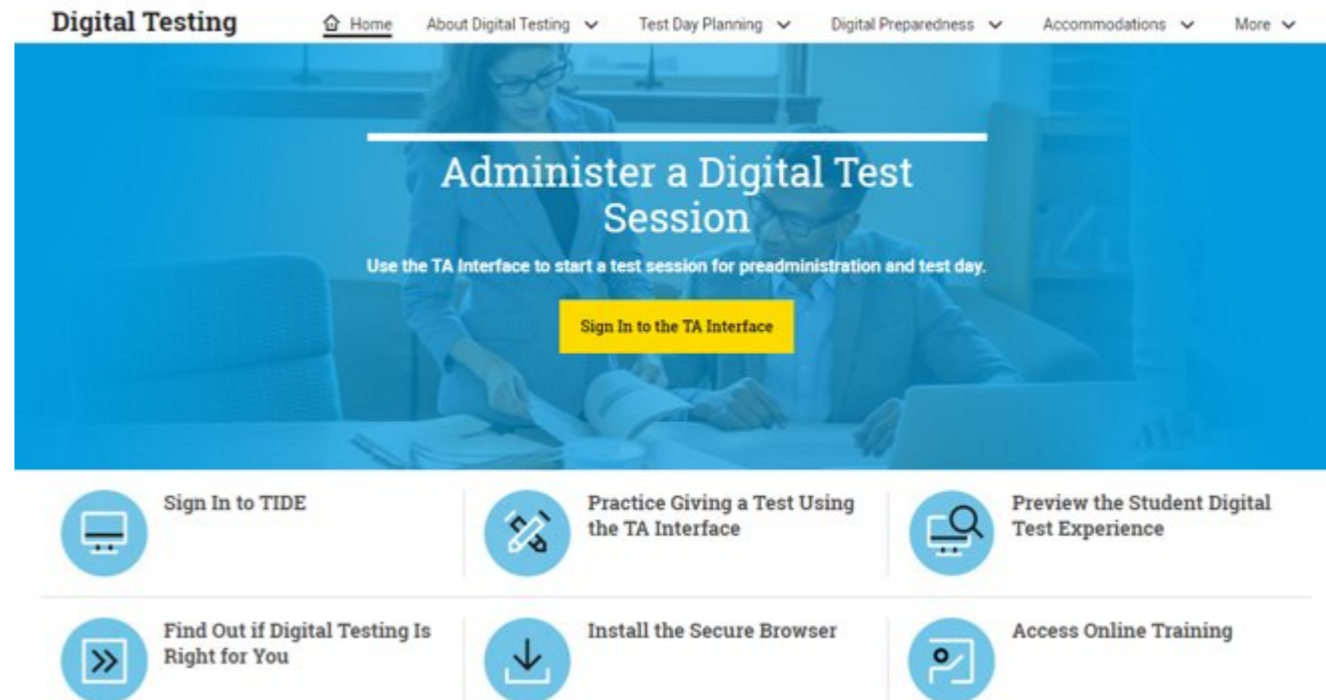 Digital Testing
Home
About Digital Testing
Test Day Planning
Digital Preparedness
Accommodations
More
Administer a Digital Test
Session
Use the TA Interface to start a test session for preadministration and test day.
Sign In to the TA Interface
Sign In to TIDE
Practice Giving a Test Using
the TA Interface
Preview the Student Digital
Test Experience
Find Out if Digital Testing Is
Right for You
Install the Secure Browser
Access Online Training